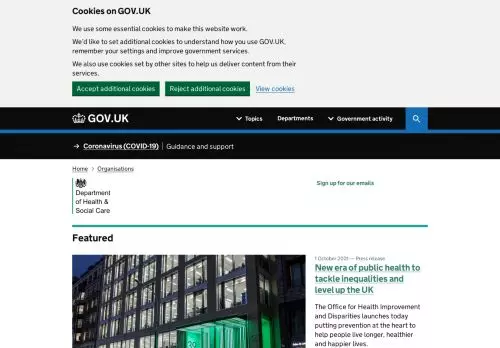 Cookies on GOV.UK
We use some essential cookies to make this website work.
We'd like to set additional cookies to understand how you use GOV.UK,
remember your settings and improve government services.
We also use cookies set by other sites to help us deliver content from their
services.
Accept additional cookies Reject additional cookies View cookies
GOV.UK Topics Departments Government activity
→ Coronavirus (COVID-19) Guidance and support
Home > Organisations
Department
of Health &
Social Care
Sign up for our emails
Featured
1 October 2021 — Press release
New era of public health to
tackle inequalities and
level up the UK
The Office for Health Improvement
and Disparities launches today
putting prevention at the heart to
help people live longer, healthier
and happier lives.